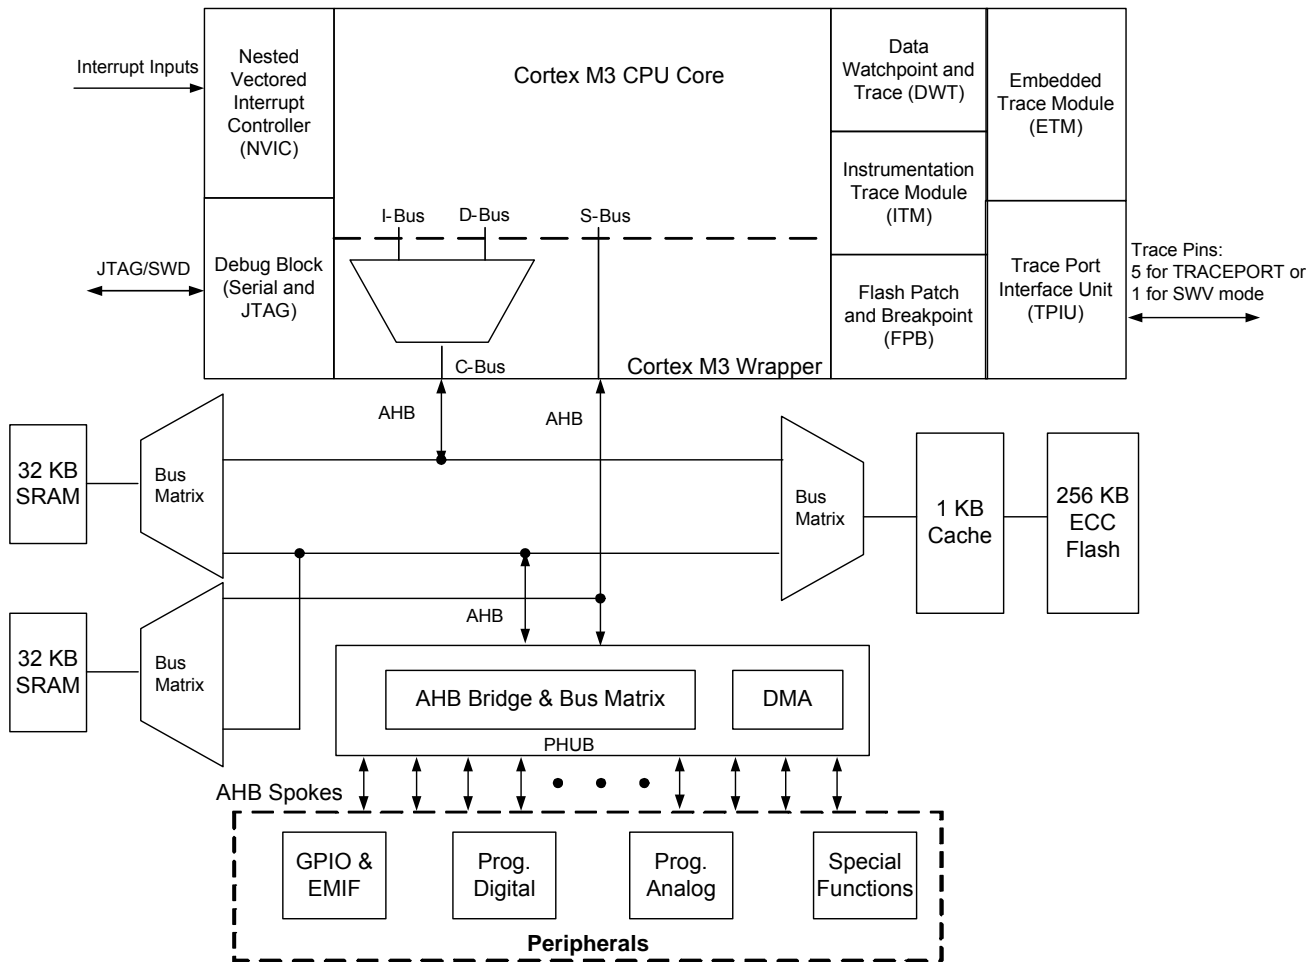 Interrupt Inputs
Nested
Vectored
Interrupt
Controller
(NVIC)
Cortex M3 CPU Core
Data
Watchpoint and
Trace (DWT)
Embedded
Trace Module
(ETM)
Instrumentation
Trace Module
(ITM)
I-Bus
D-Bus
S-Bus
JTAG/SWD
Debug Block
(Serial and
JTAG)
Flash Patch
and Breakpoint
(FPB)
Trace Port
Interface Unit
(TPIU)
Trace Pins:
5 for TRACEPORT or
1 for SWV mode
C-Bus
Cortex M3 Wrapper
AHB
AHB
32 KB
SRAM
Bus
Matrix
Bus
Matrix
1 KB
Cache
256 KB
ECC
Flash
AHB
32 KB
SRAM
Bus
Matrix
AHB Bridge & Bus Matrix
DMA
PHUB
AHB Spokes
GPIO &
EMIF
Prog.
Digital
Prog.
Analog
Special
Functions
Peripherals